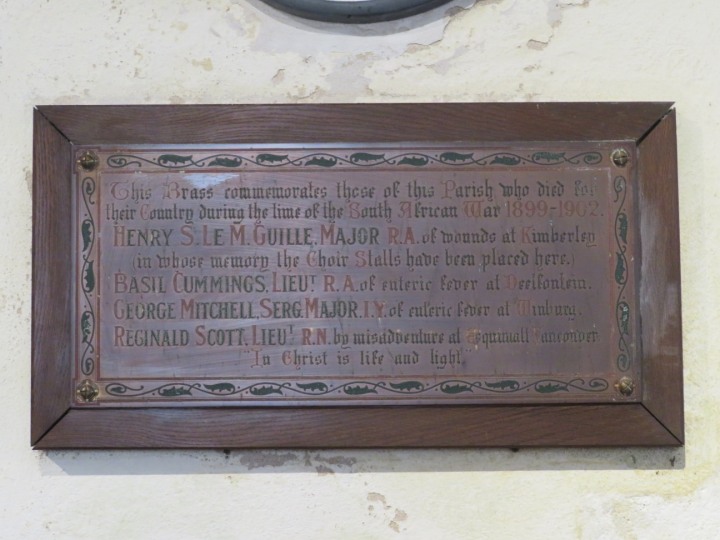 This Brass commemorates those of this Parish who died for
their Country during the time of the South African War 1899-1902.
HENRY S. LE M. GUILLE, MAJOR R.A. of wounds at Kimberley
(in whose memory the Choir Stalls have been placed here.)
BASIL CUMMINGS, LIEUT. R.A. of enteric fever at Deelfontein.
GEORGE MITCHELL, SERG. MAJOR. I.Y. of enteric fever at Winburg.
REGINALD SCOTT, LIEUT. R.N. by misadventure at Esquimalt Vancouver
"In Christ is life and light"